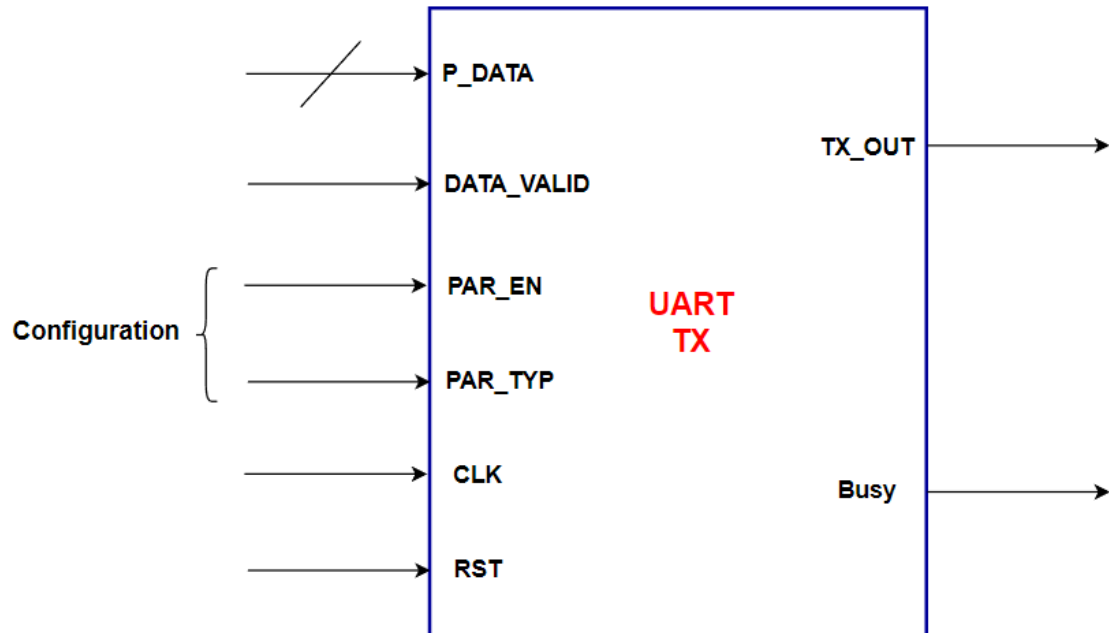 P_DATA
TX_OUT
DATA_VALID
PAR_EN
UART
TX
Configuration
PAR_TYP
CLK
Busy
RST